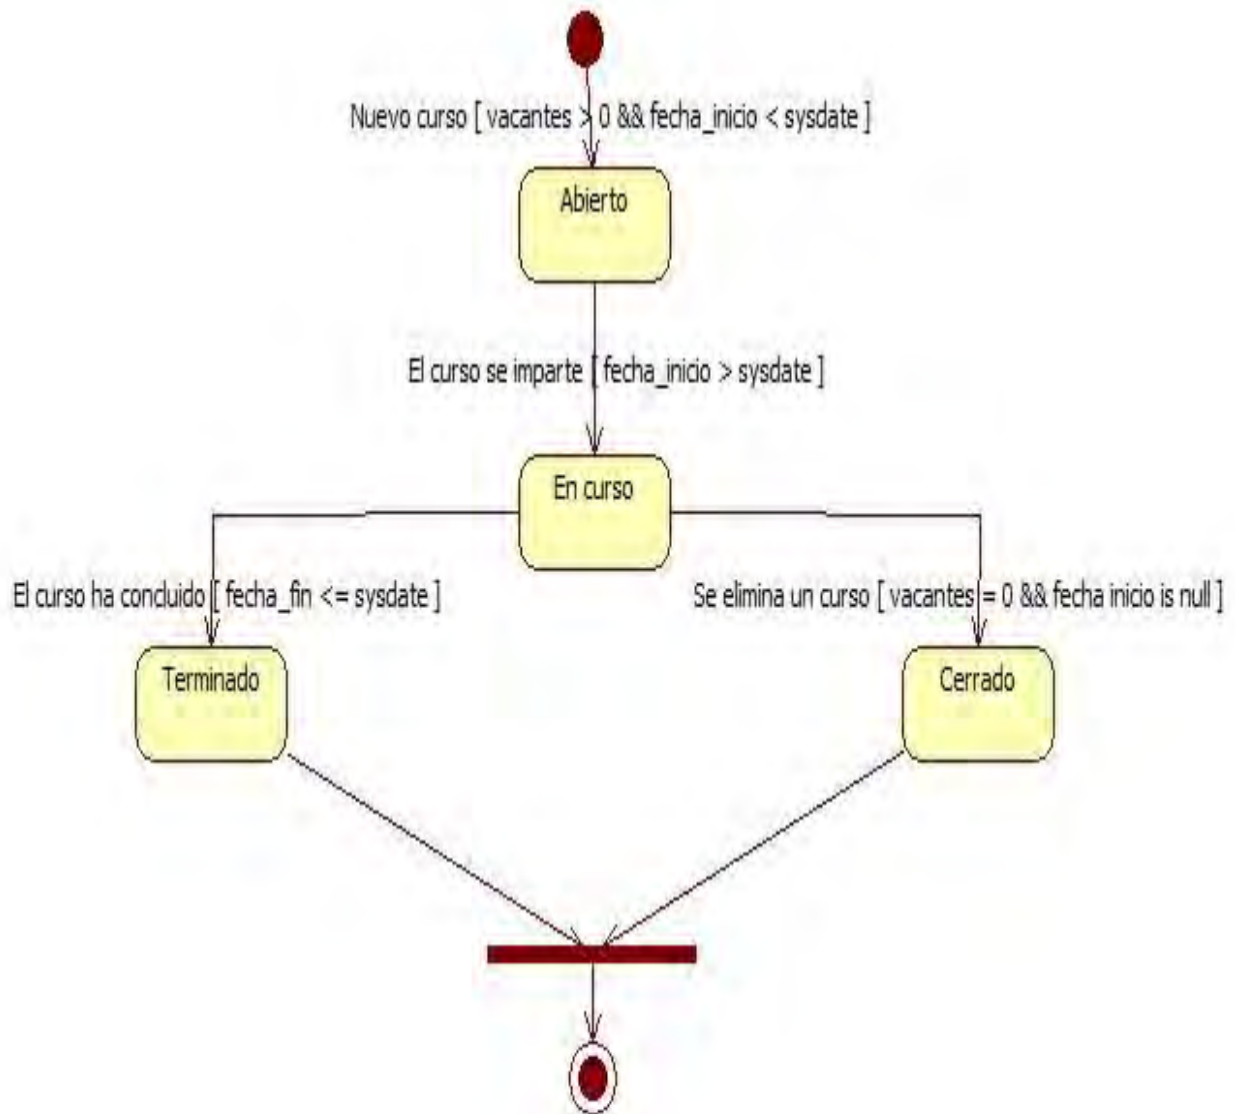 Nuevo curso [ vacantes > 0 && fecha_inicio < sysdate ]
Abierto
El curso se imparte [ fecha_inicio > sysdate ]
En curso
El curso ha concluido [ fecha_fin <= sysdate ]
Se elimina un curso [ vacantes = 0 && fecha inicio is null ]
Terminado
Cerrado